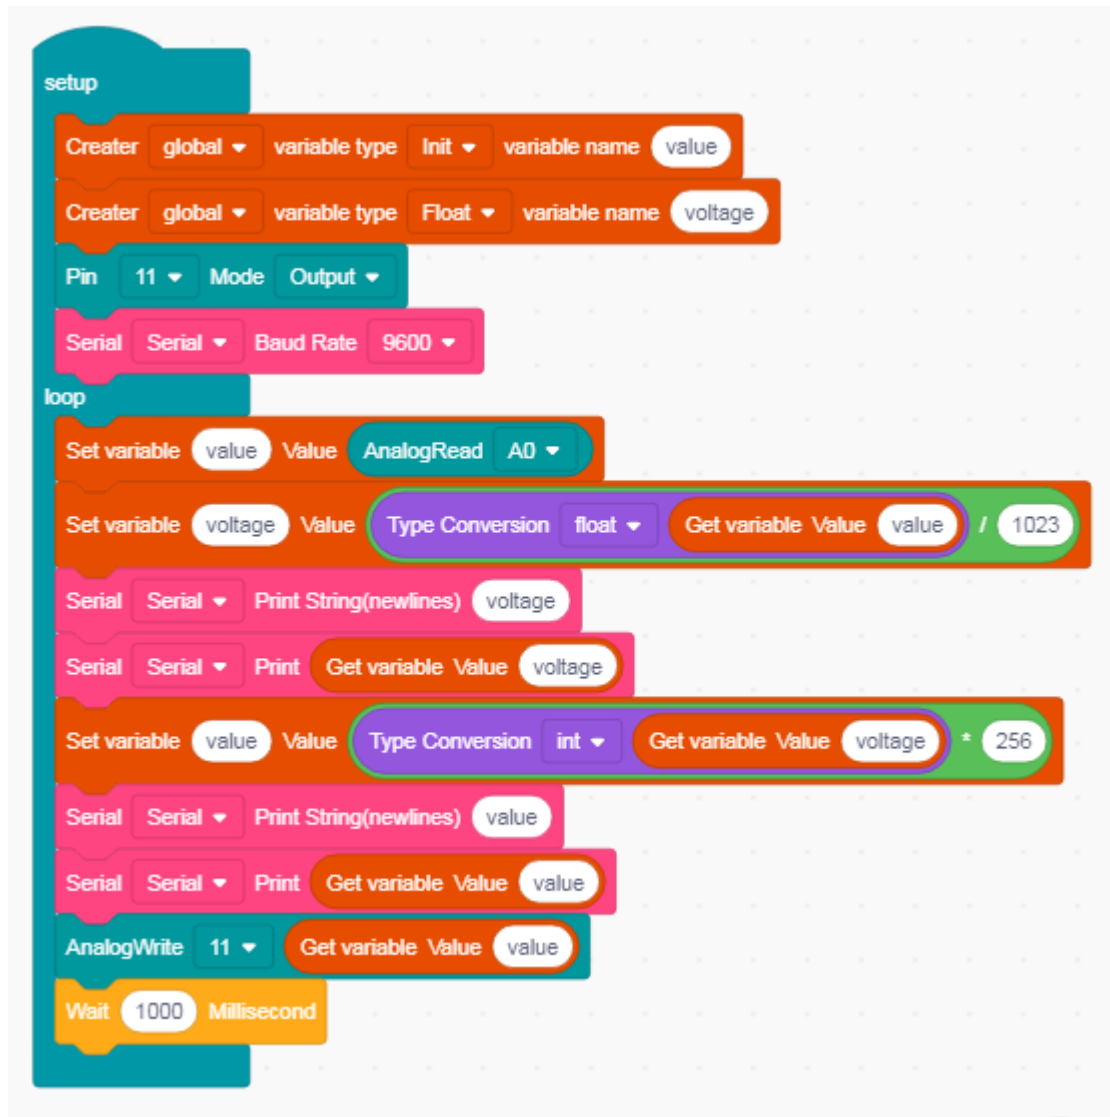 setup
Creater global variable type Init variable name value
Creater global variable type Float variable name voltage
Pin 11 Mode Output
Serial Serial Baud Rate 9600
loop
Set variable value Value AnalogRead A0
Set variable voltage Value Type Conversion float Get variable Value value / 1023
Serial Serial Print String(newlines) voltage
Serial Serial Print Get variable Value voltage
Set variable value Value Type Conversion int Get variable Value voltage * 256
Serial Serial Print String(newlines) value
Serial Serial Print Get variable Value value
AnalogWrite 11 Get variable Value value
Wait 1000 Millisecond